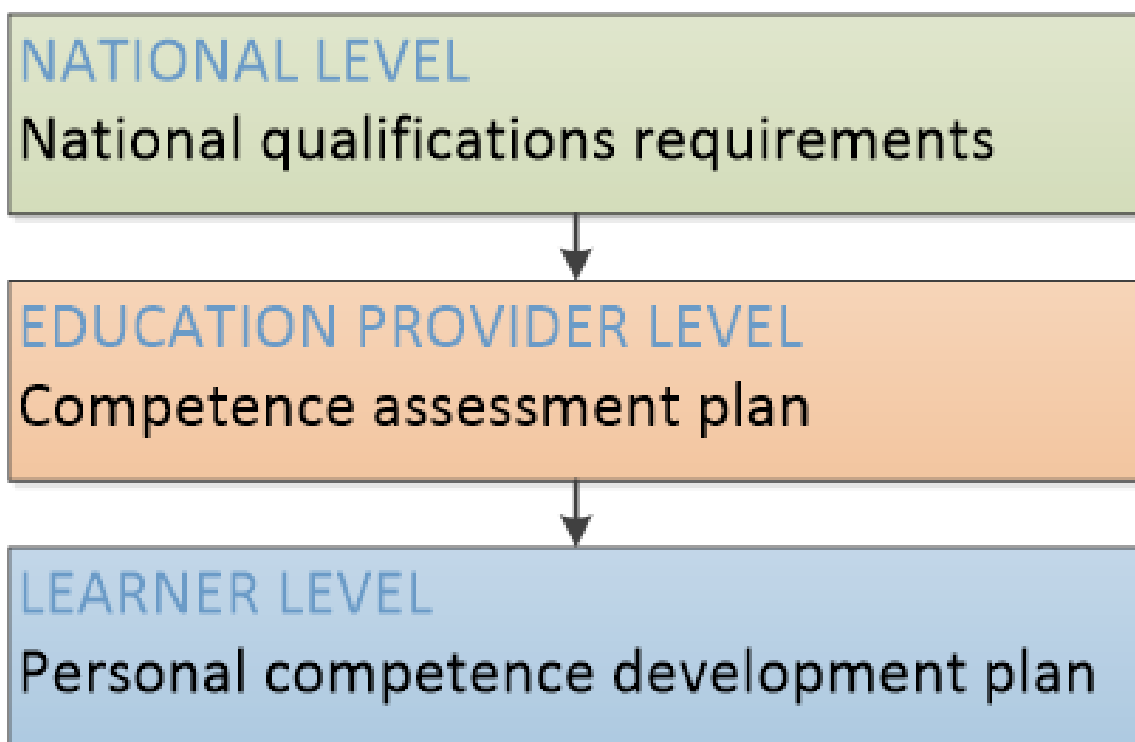 NATIONAL LEVEL
National qualifications requirements
EDUCATION PROVIDER LEVEL
Competence assessment plan
LEARNER LEVEL
Personal competence development plan